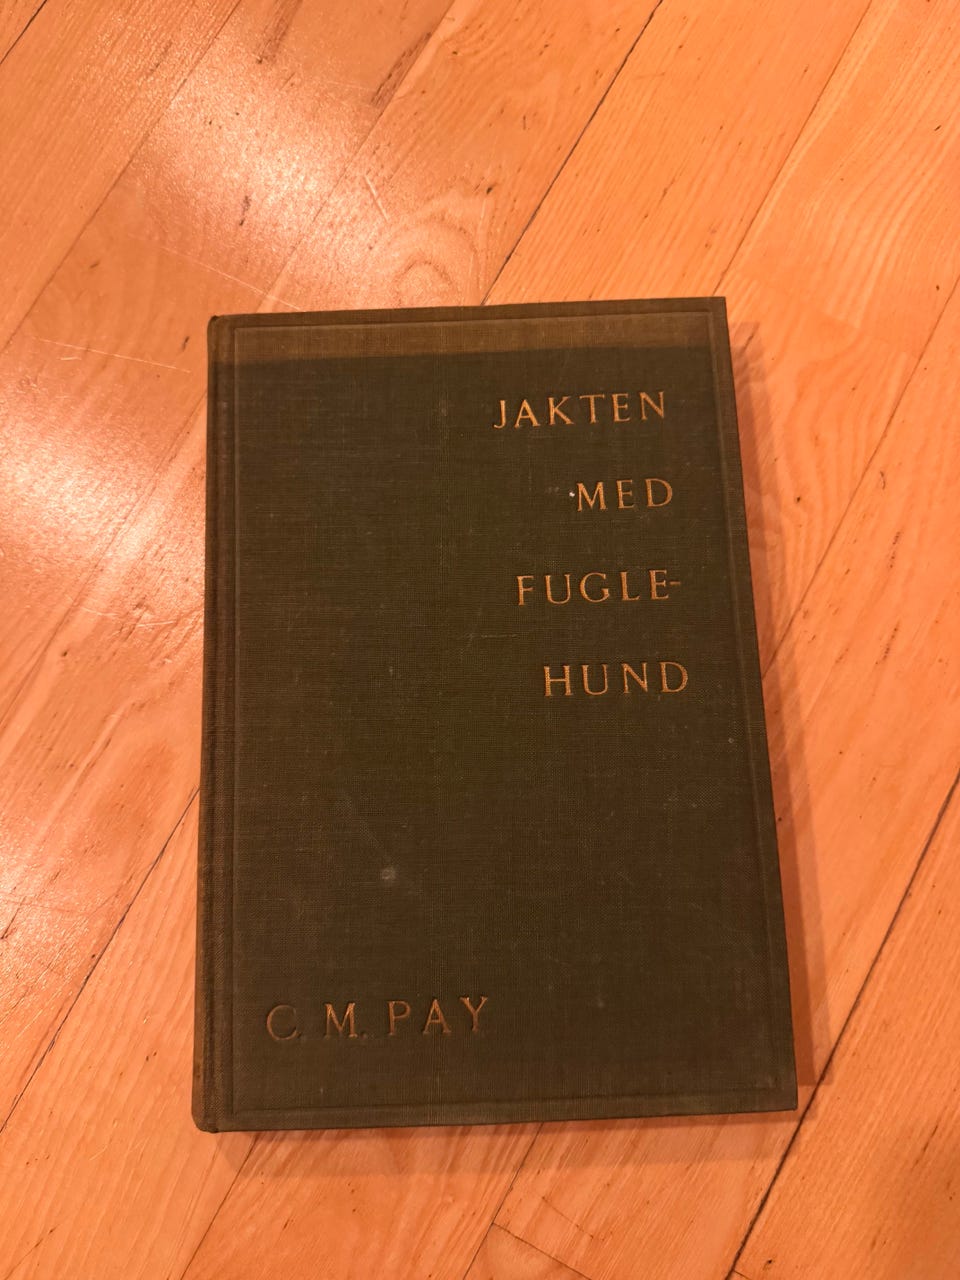 JAKTEN
MED
FUGLE-
HUND
C. M. PAY